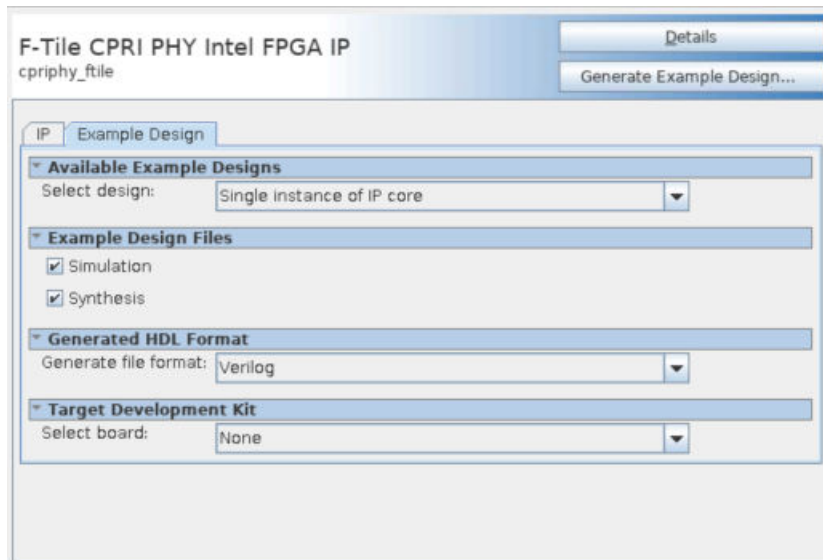 F-Tile CPRI PHY Intel FPGA IP
cpriphy_ftile
Details
Generate Example Design...
IP
Example Design
Available Example Designs
Select design:
Single instance of IP core
Example Design Files
Simulation
Synthesis
Generated HDL Format
Generate file format:
Verilog
Target Development Kit
Select board:
None